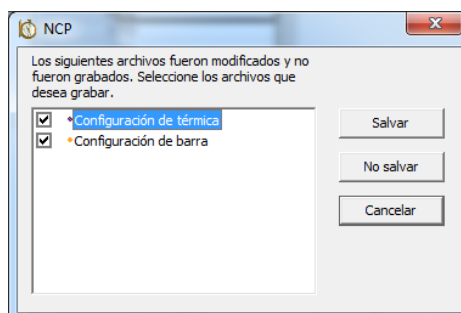 NCP
Los siguientes archivos fueron modificados y no
fueron grabados. Seleccione los archivos que
desea grabar.
Configuración de térmica
Configuración de barra
Salvar
No salvar
Cancelar